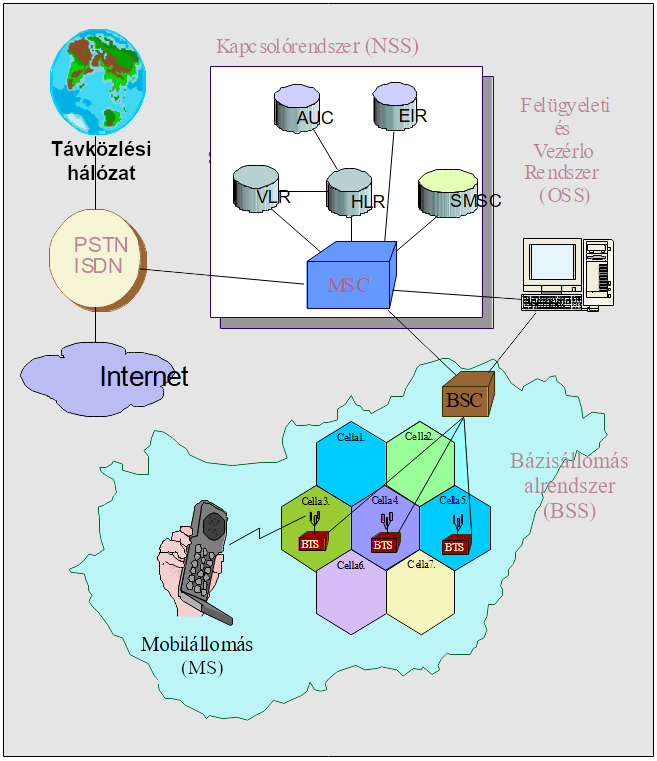 Kapcsolórendszer (NSS)
Távközlési
hálózat
AUC
EIR
VLR
HLR
SMSC
MSC
Felügyeleti
és
Vezérlo
Rendszer
(OSS)
PSTN
ISDN
Internet
BSC
Bázisállomás
alrendszer
(BSS)
Cella1.
Cella2.
Cella3.
Cella4
Cella5.
BTS
BTS
BTS
Cella6.
Cella7.
Mobilállomás
(MS)